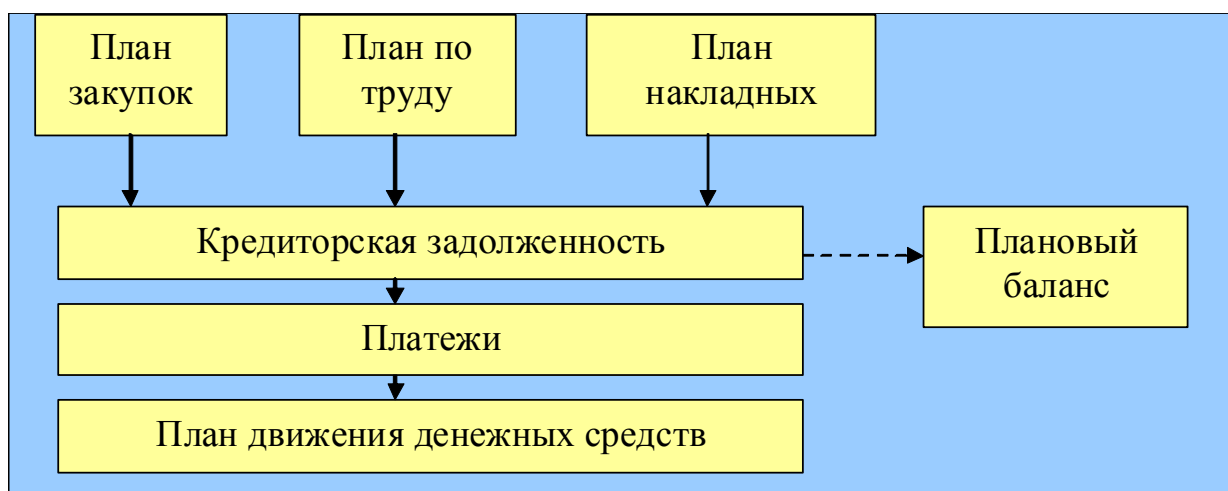 План
закупок
План по
труду
План
накладных
Кредиторская задолженность
Плановый
баланс
Платежи
План движения денежных средств